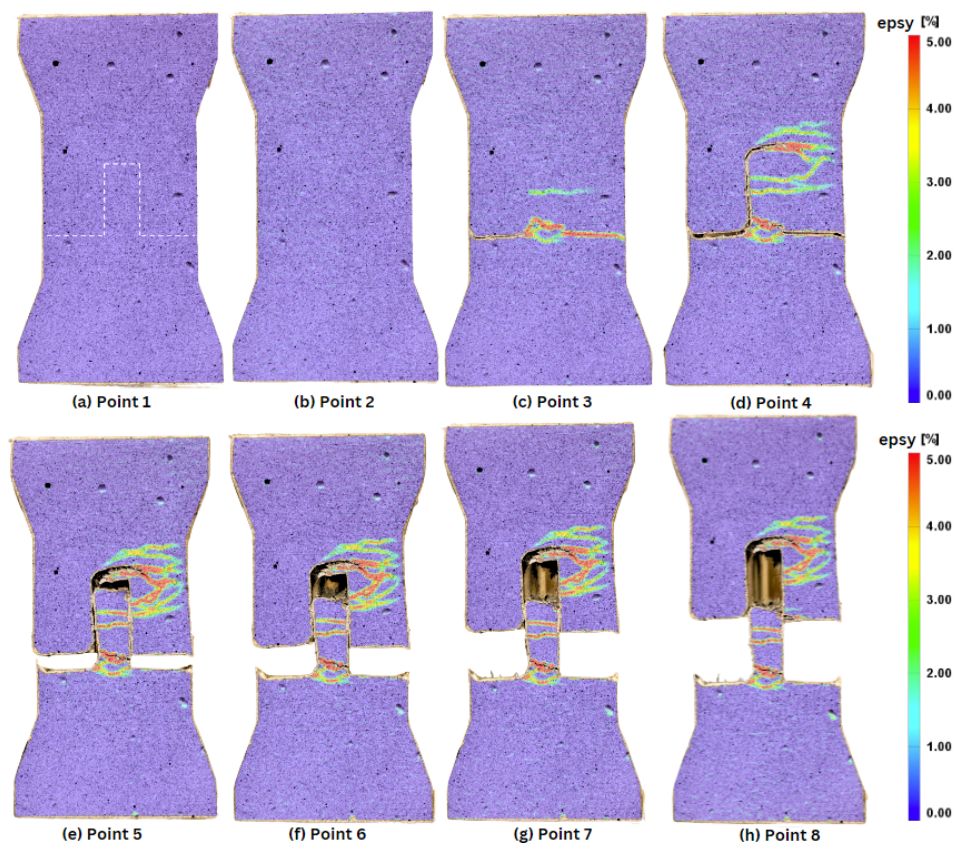 epsy [%]
5.00
4.00
3.00
2.00
1.00
0.00
(a) Point 1
(b) Point 2
(c) Point 3
(d) Point 4
epsy [%]
5.00
4.00
3.00
2.00
1.00
0.00
(e) Point 5
(f) Point 6
(g) Point 7
(h) Point 8